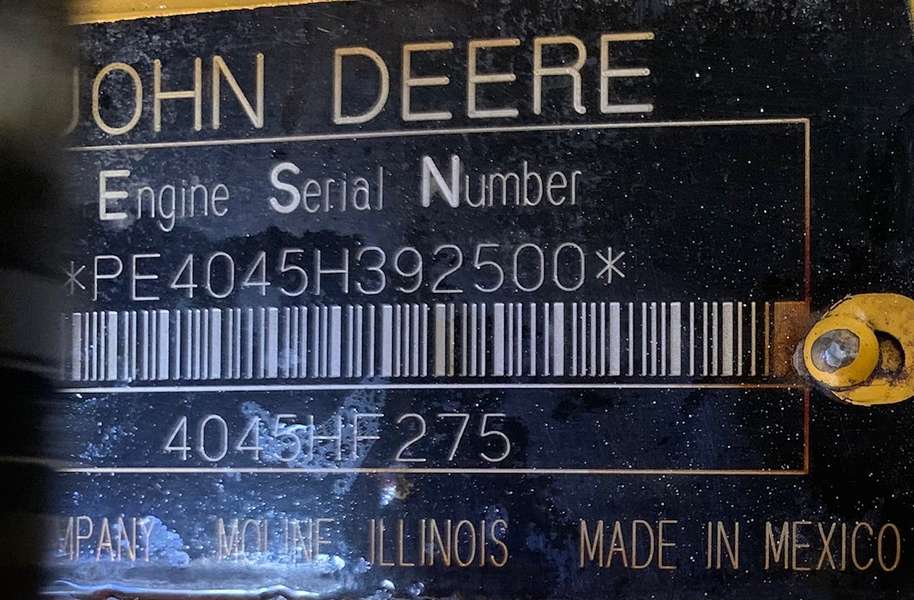 JOHN DEERE
Engine Serial Number
*PE4045H392500*
4045HF275
MPANY MOLINE ILLINOIS MADE IN MEXICO